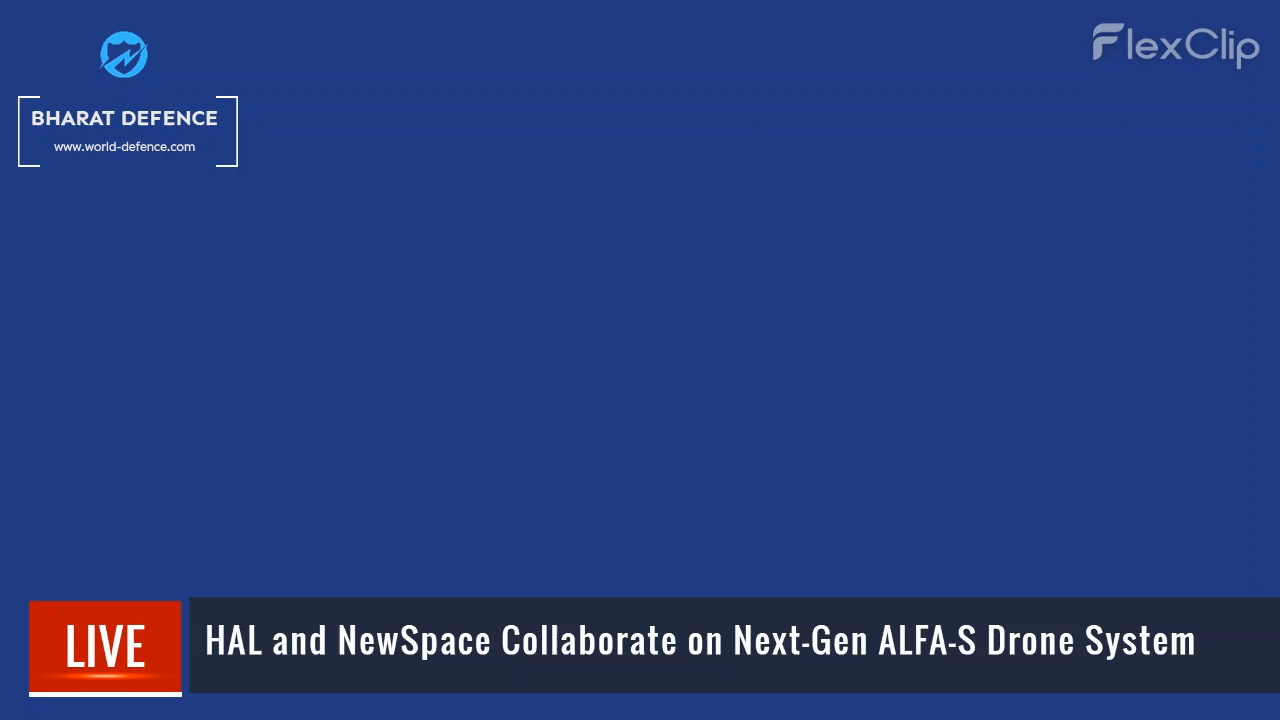 FlexClip
BHARAT DEFENCE
www.world-defence.com
LIVE
HAL and NewSpace Collaborate on Next-Gen ALFA-S Drone System